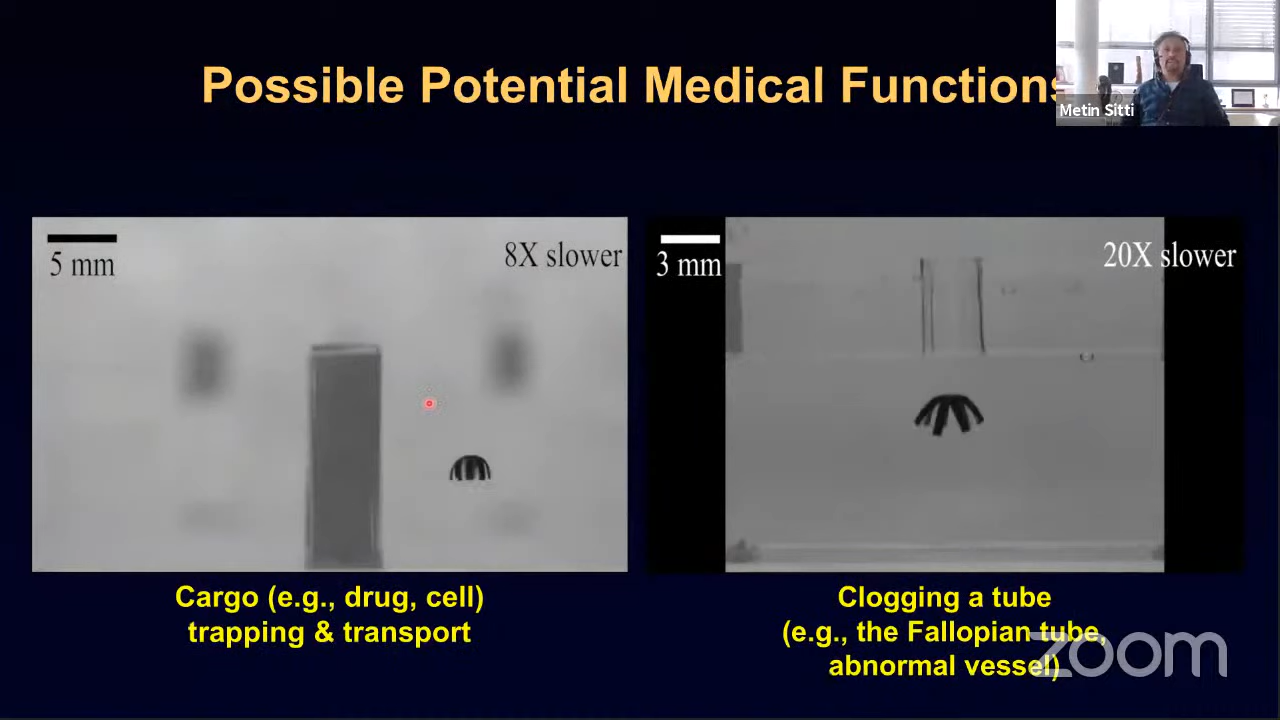 Possible Potential Medical Functions
Metin Sitti
5 mm
8X slower
3 mm
20X slower
Cargo (e.g., drug, cell)
trapping & transport
Clogging a tube
(e.g., the Fallopian tube,
abnormal vessel)
zoom